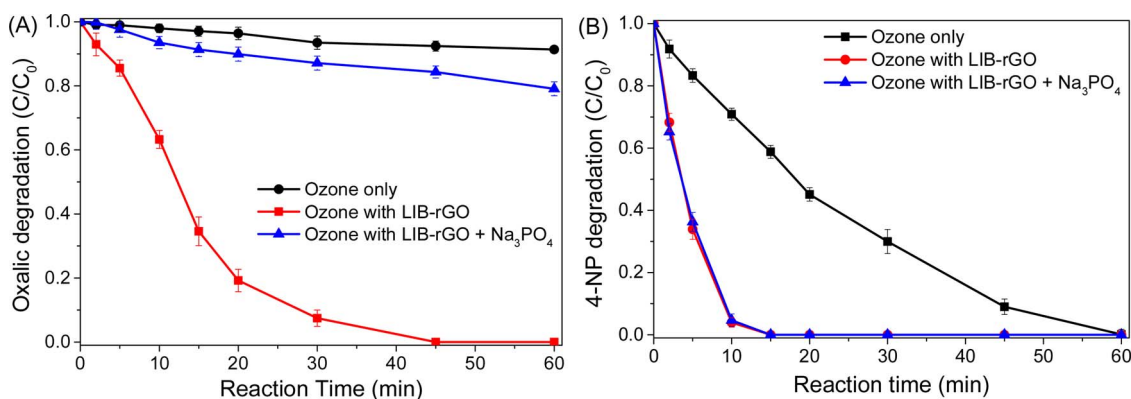 (A)
Oxalic degradation (C/C₀)
1.0
0.8
0.6
0.4
0.2
0.0
Ozone only
Ozone with LIB-rGO
Ozone with LIB-rGO + Na₃PO₄
0 10 20 30 40 50 60
Reaction Time (min)
(B)
4-NP degradation (C/C₀)
1.0
0.8
0.6
0.4
0.2
0.0
Ozone only
Ozone with LIB-rGO
Ozone with LIB-rGO + Na₃PO₄
0 10 20 30 40 50 60
Reaction time (min)